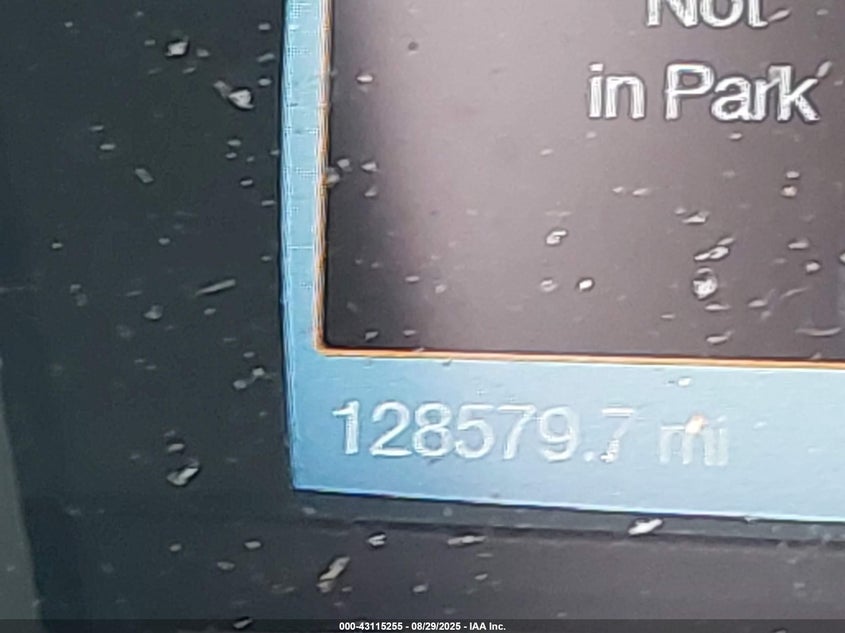 Not
in Park
128579.7 mi
000-43115255 - 08/29/2025 - IAA Inc.